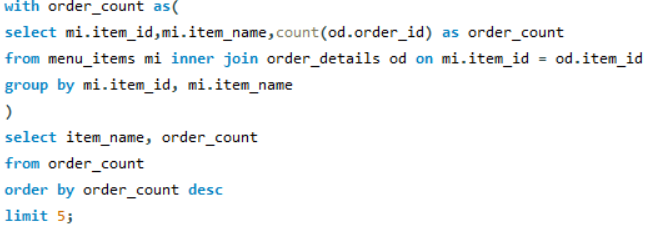 with order_count as(
select mi.item_id,mi.item_name,count(od.order_id) as order_count
from menu_items mi inner join order_details od on mi.item_id = od.item_id
group by mi.item_id, mi.item_name
)
select item_name, order_count
from order_count
order by order_count desc
limit 5;